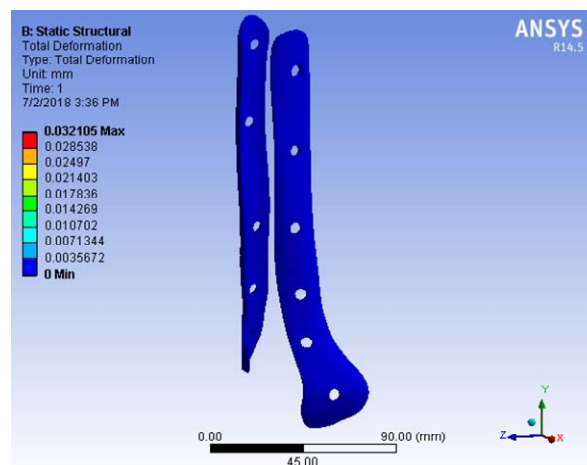 B: Static Structural
Total Deformation
Type: Total Deformation
Unit: mm
Time: 1
7/2/2018 3:36 PM
ANSYS
R14.5
0.032105 Max
0.028538
0.02497
0.021403
0.017836
0.014269
0.010702
0.0071344
0.0035672
0 Min
0.00
90.00 (mm)
45.00
Y
Z
X